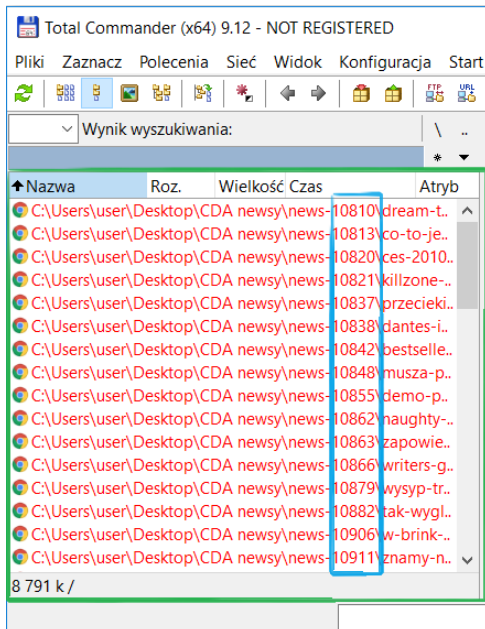 Total Commander (x64) 9.12 - NOT REGISTERED
Pliki Zaznacz Polecenia Sieć Widok Konfiguracja Start
FTP URL
Wynik wyszukiwania: \ ..
*
Nazwa Roz. Wielkość Czas Atryb
C:\Users\user\Desktop\CDA newsy\news-10810\dream-t..
C:\Users\user\Desktop\CDA newsy\news-10813\co-to-je..
C:\Users\user\Desktop\CDA newsy\news-10820\ces-2010..
C:\Users\user\Desktop\CDA newsy\news-10821\killzone-..
C:\Users\user\Desktop\CDA newsy\news-10837\przecieki..
C:\Users\user\Desktop\CDA newsy\news-10838\dantes-i..
C:\Users\user\Desktop\CDA newsy\news-10842\bestselle..
C:\Users\user\Desktop\CDA newsy\news-10848\musza-p..
C:\Users\user\Desktop\CDA newsy\news-10855\demo-p..
C:\Users\user\Desktop\CDA newsy\news-10862\naughty-..
C:\Users\user\Desktop\CDA newsy\news-10863\zapowie..
C:\Users\user\Desktop\CDA newsy\news-10866\writers-g..
C:\Users\user\Desktop\CDA newsy\news-10879\wysyp-tr..
C:\Users\user\Desktop\CDA newsy\news-10882\tak-wygl..
C:\Users\user\Desktop\CDA newsy\news-10906\w-brink-..
C:\Users\user\Desktop\CDA newsy\news-10911\znamy-n..
8 791 k /